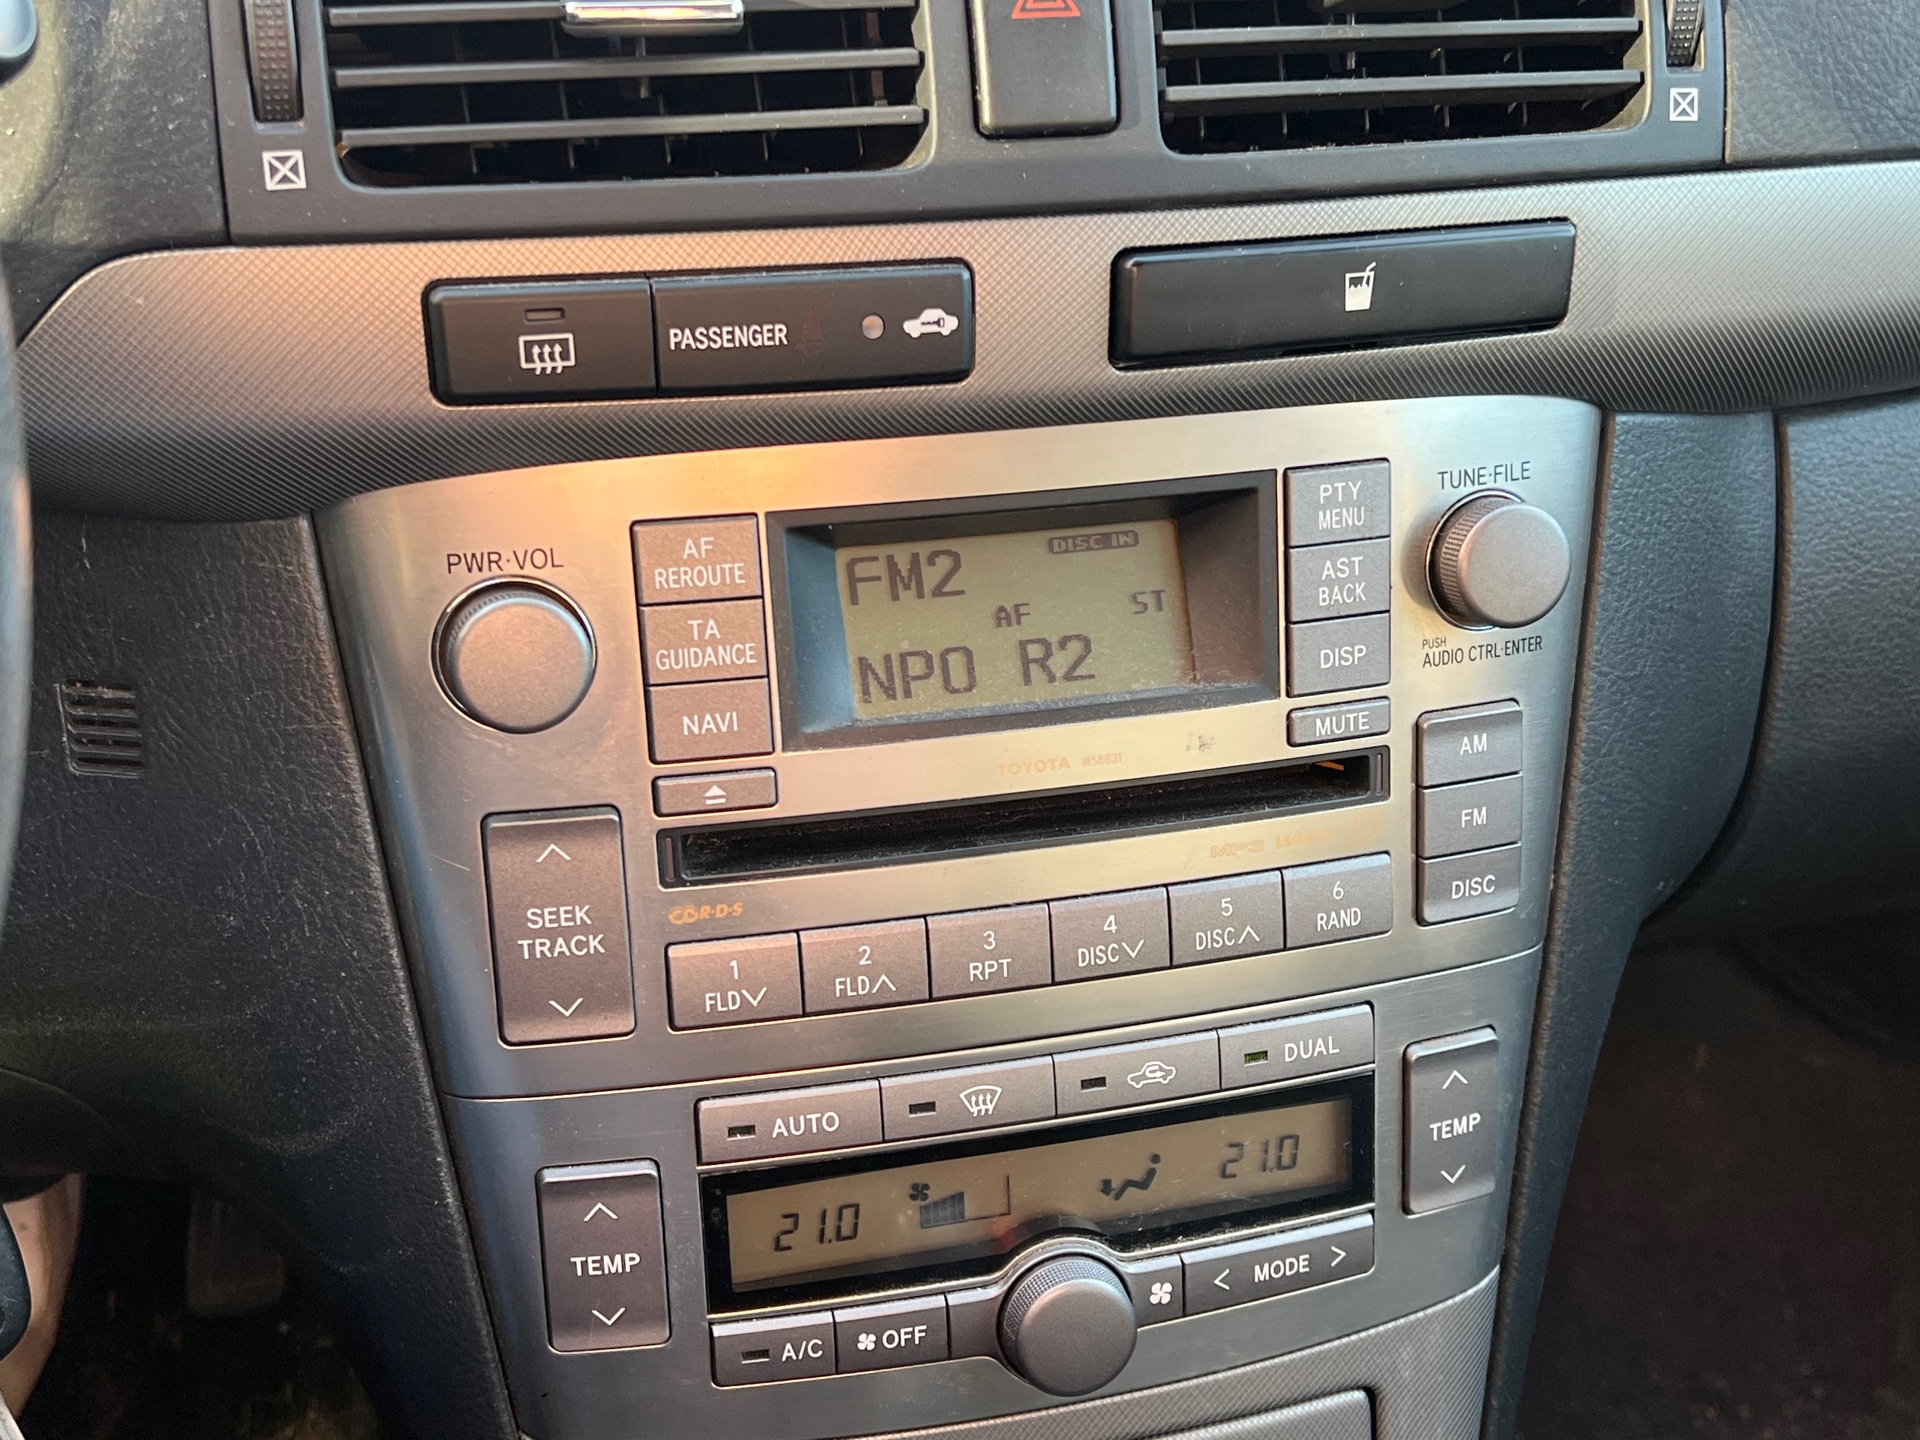 PASSENGER
PWR·VOL
AF
REROUTE
TA
GUIDANCE
NAVI
FM2
DISC IN
AF
ST
NPO R2
PTY
MENU
AST
BACK
DISP
MUTE
TUNE·FILE
PUSH
AUDIO CTRL·ENTER
TOYOTA W58831
AM
FM
DISC
SEEK
TRACK
MP3
R·D·S
1
FLD
2
FLD
3
RPT
4
DISC
5
DISC
6
RAND
AUTO
DUAL
TEMP
21.0
21.0
TEMP
A/C
OFF
< MODE >